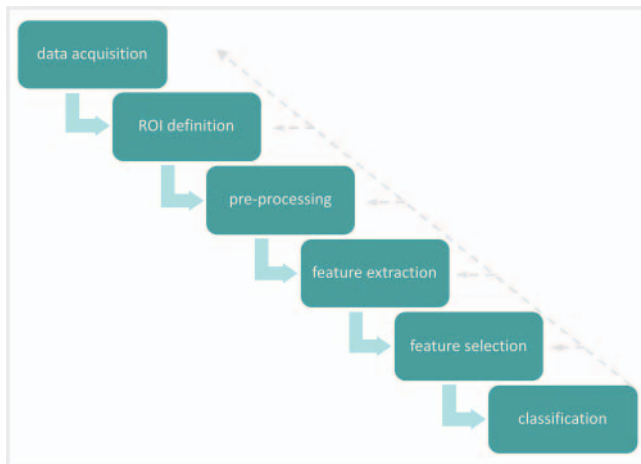 data acquisition
ROI definition
pre-processing
feature extraction
feature selection
classification